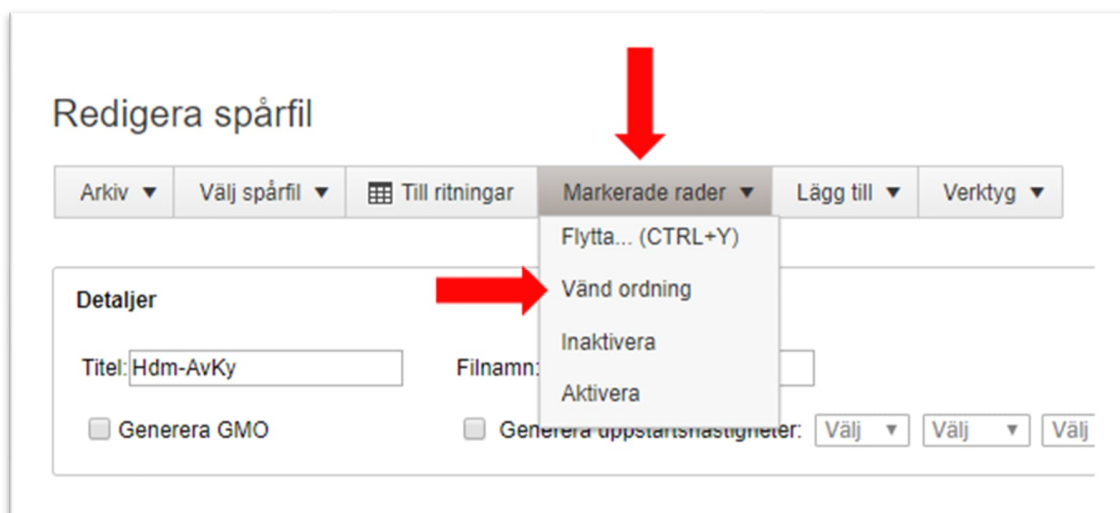 Redigera spårfil
Arkiv ▼ Välj spårfil ▼ Till ritningar Markerade rader ▼ Lägg till ▼ Verktyg ▼
Flytta... (CTRL+Y)
Vänd ordning
Inaktivera
Aktivera
Detaljer
Titel: Hdm-AvKy Filnamn:
Generera GMO Generera uppstartshastigheter: Välj ▼ Välj ▼ Välj